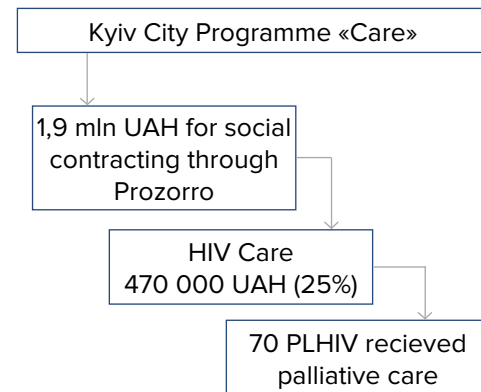 Kyiv City Programme «Care»
1,9 mln UAH for social
contracting through
Prozorro
HIV Care
470 000 UAH (25%)
70 PLHIV recieved
palliative care